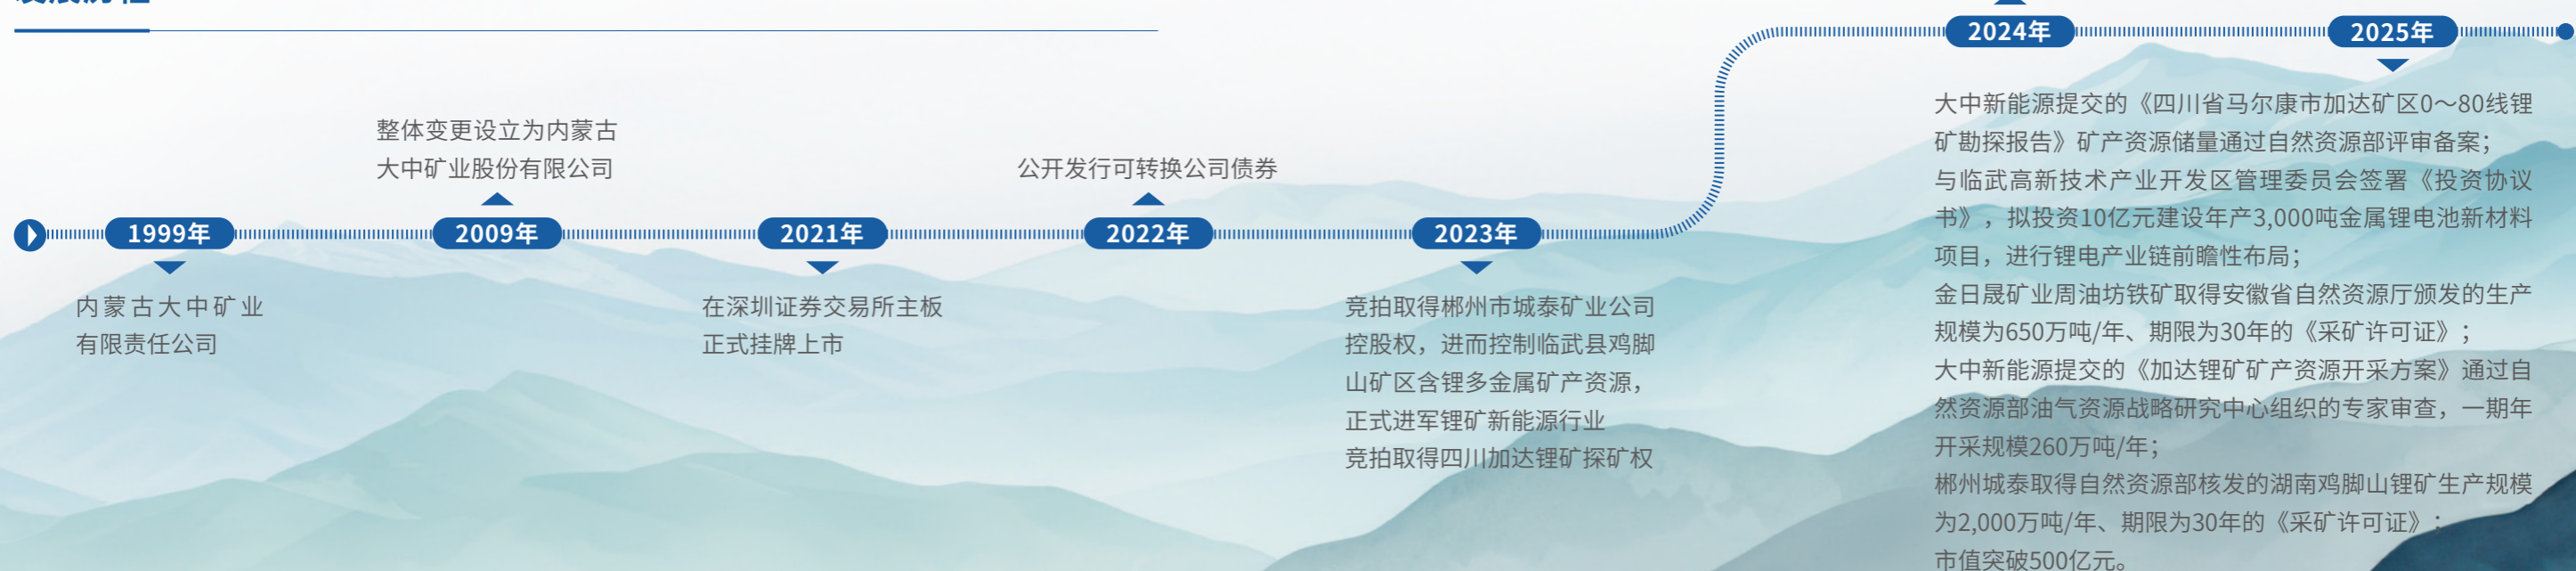 1999年
内蒙古大中矿业
有限责任公司
整体变更设立为内蒙古
大中矿业股份有限公司
2009年
2021年
在深圳证券交易所主板
正式挂牌上市
公开发行可转换公司债券
2022年
2023年
竞拍取得郴州市城泰矿业公司
控股权，进而控制临武县鸡脚
山矿区含锂多金属矿产资源，
正式进军锂矿新能源行业
竞拍取得四川加达锂矿探矿权
2024年
2025年
大中新能源提交的《四川省马尔康市加达矿区0～80线锂
矿勘探报告》矿产资源储量通过自然资源部评审备案；
与临武高新技术产业开发区管理委员会签署《投资协议
书》，拟投资10亿元建设年产3,000吨金属锂电池新材料
项目，进行锂电产业链前瞻性布局；
金日晟矿业周油坊铁矿取得安徽省自然资源厅颁发的生产
规模为650万吨/年、期限为30年的《采矿许可证》；
大中新能源提交的《加达锂矿矿产资源开采方案》通过自
然资源部油气资源战略研究中心组织的专家审查，一期年
开采规模260万吨/年；
郴州城泰取得自然资源部核发的湖南鸡脚山锂矿生产规模
为2,000万吨/年、期限为30年的《采矿许可证》；
市值突破500亿元。